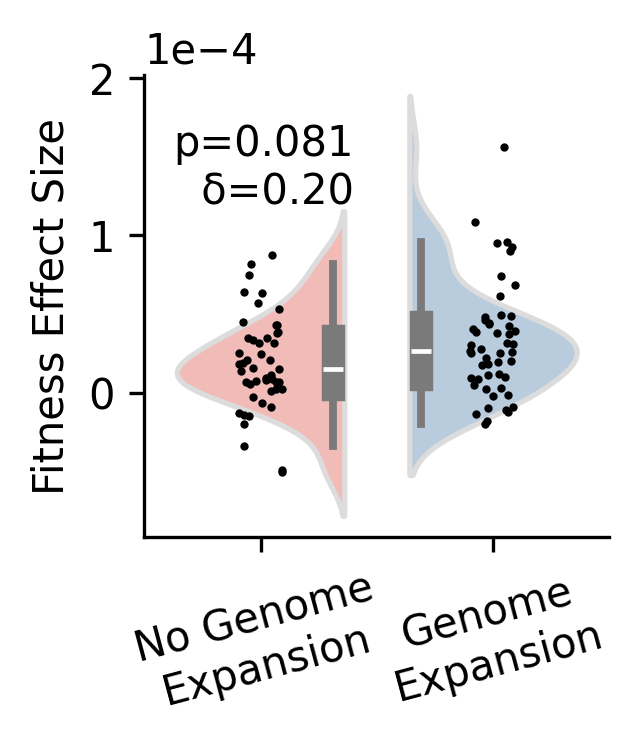 1e−4
2
p=0.081
δ=0.20
1
0
Fitness Effect Size
No Genome
Expansion
Genome
Expansion